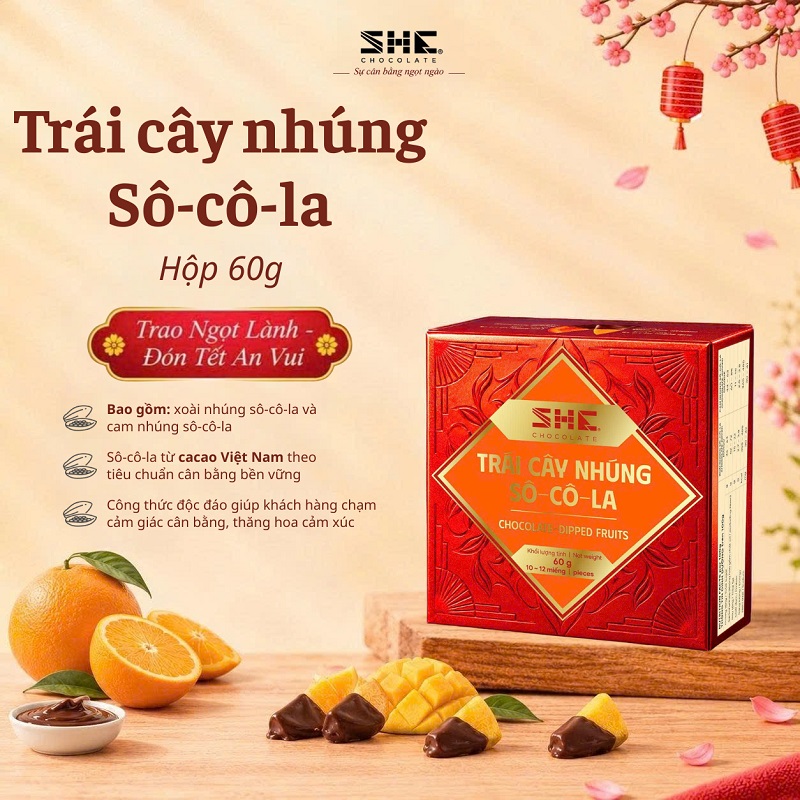 SHE®
CHOCOLATE
Sự cân bằng ngọt ngào
Trái cây nhúng
Sô-cô-la
Hộp 60g
Trao Ngọt Lành -
Đón Tết An Vui
Bao gồm: xoài nhúng sô-cô-la và
cam nhúng sô-cô-la
Sô-cô-la từ cacao Việt Nam theo
tiêu chuẩn cân bằng bền vững
Công thức độc đáo giúp khách hàng chạm
cảm giác cân bằng, thăng hoa cảm xúc
SHE®
CHOCOLATE
TRÁI CÂY NHÚNG
SÔ-CÔ-LA
CHOCOLATE DIPPED FRUITS
Khối lượng tịnh | Net weight
60 g
10 - 12 miếng | pieces